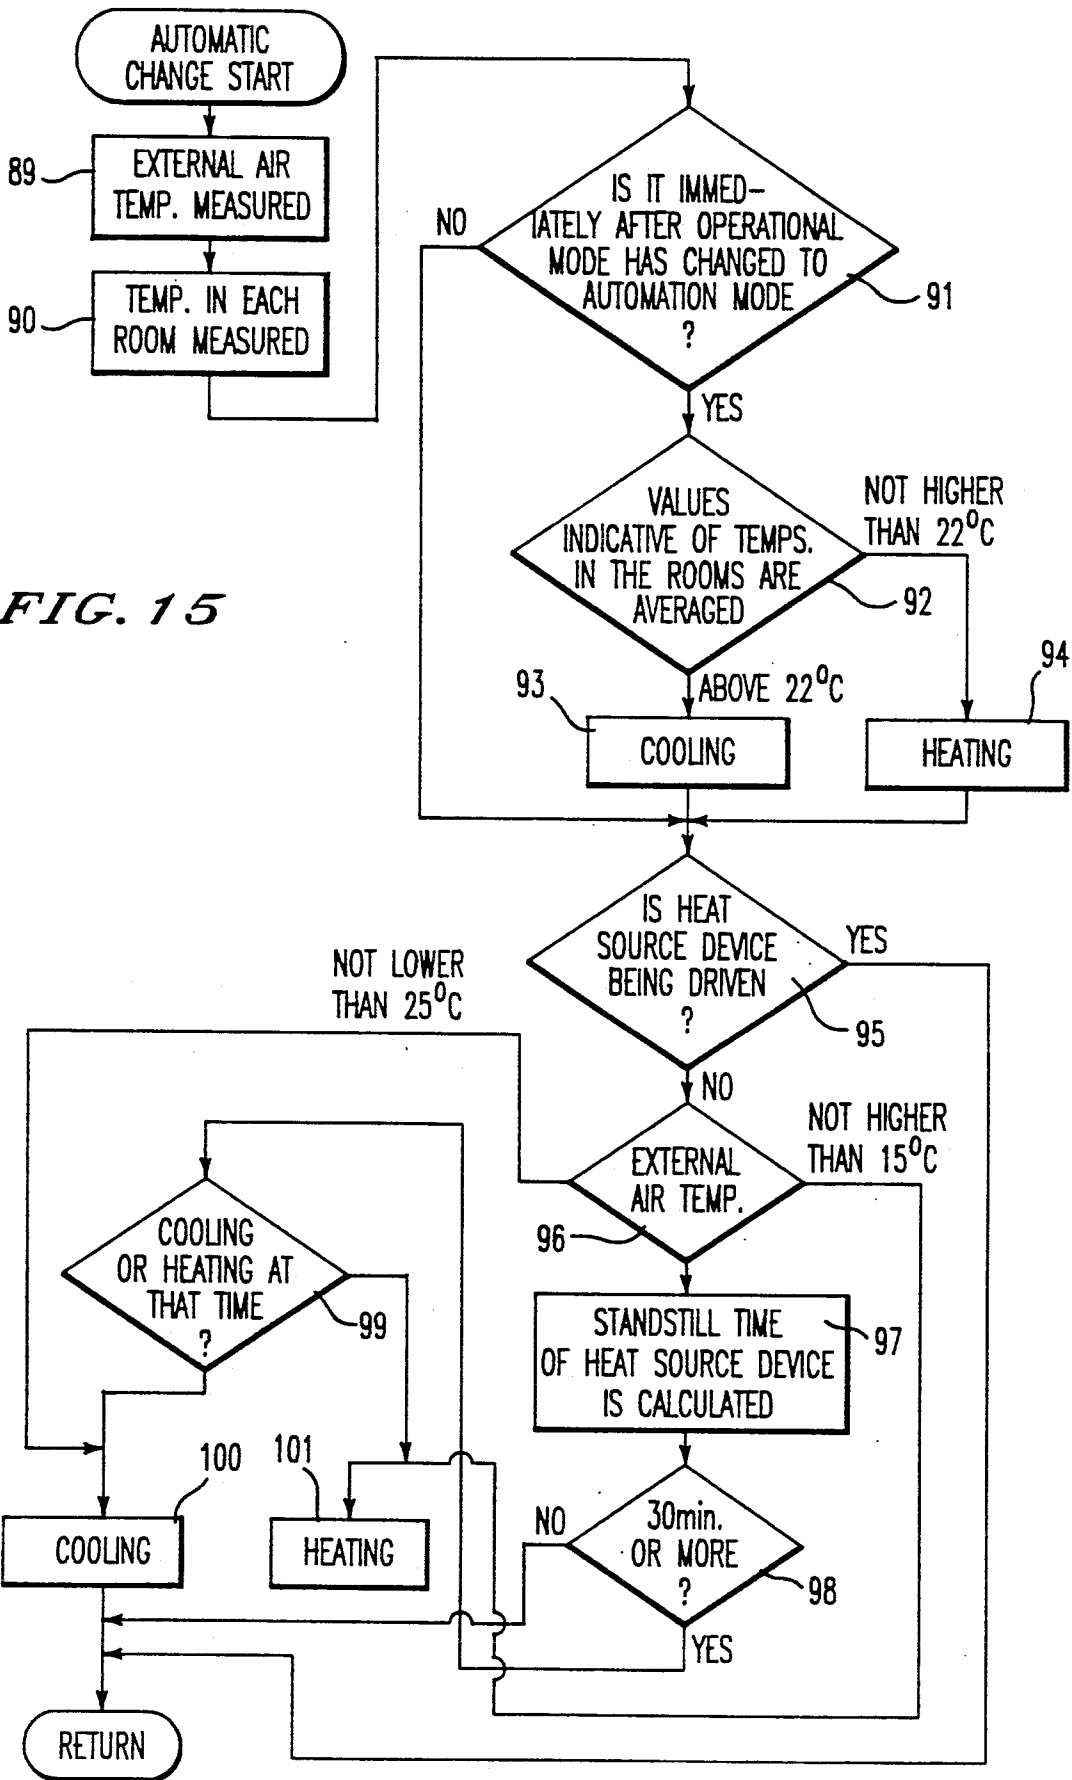 AUTOMATIC
CHANGE START
89
EXTERNAL AIR
TEMP. MEASURED
90
TEMP. IN EACH
ROOM MEASURED
NO
IS IT IMMED-
IATELY AFTER OPERATIONAL
MODE HAS CHANGED TO
AUTOMATION MODE
?
91
YES
VALUES
INDICATIVE OF TEMPS.
IN THE ROOMS ARE
AVERAGED
NOT HIGHER
THAN 22°C
92
FIG. 15
93
ABOVE 22°C
94
COOLING
HEATING
IS HEAT
SOURCE DEVICE
BEING DRIVEN
?
YES
95
NOT LOWER
THAN 25°C
NO
NOT HIGHER
THAN 15°C
EXTERNAL
AIR TEMP.
96
COOLING
OR HEATING AT
THAT TIME
?
99
STANDSTILL TIME
OF HEAT SOURCE DEVICE
IS CALCULATED
97
100
101
COOLING
HEATING
NO
30min.
OR MORE
?
98
YES
RETURN